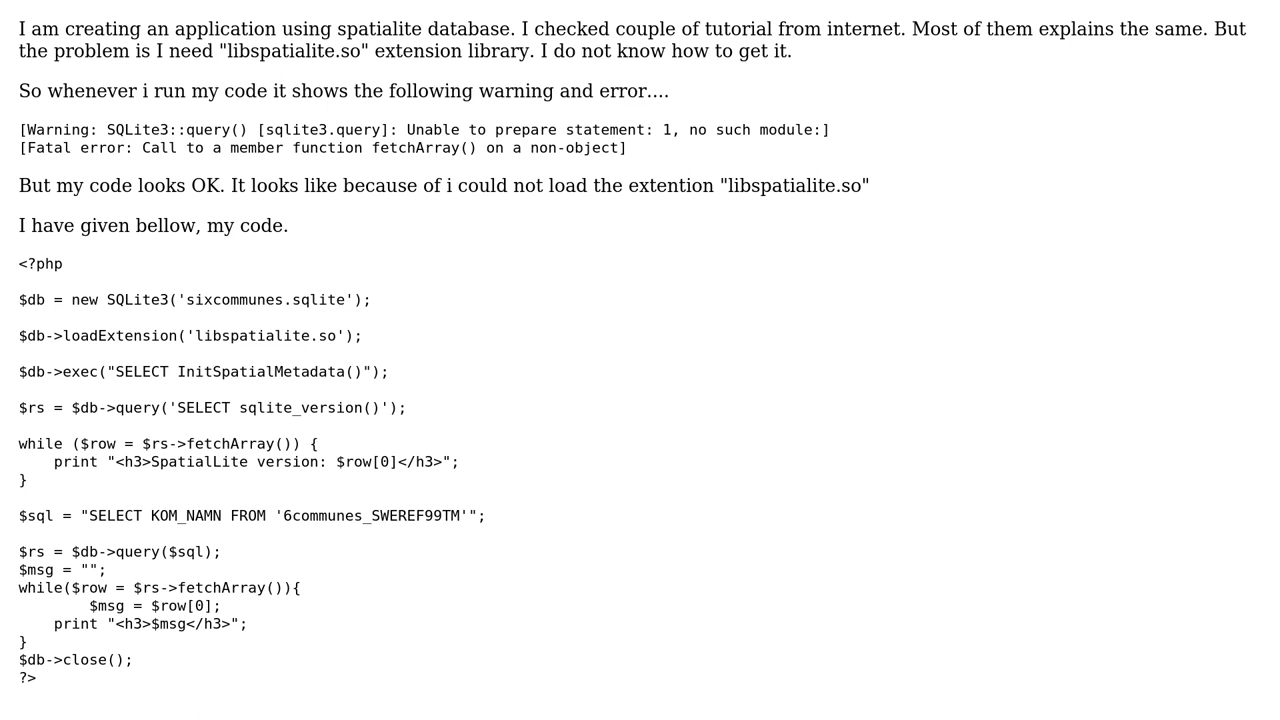 I am creating an application using spatialite database. I checked couple of tutorial from internet. Most of them explains the same. But
the problem is I need "libspatialite.so" extension library. I do not know how to get it.
So whenever i run my code it shows the following warning and error....
[Warning: SQLite3::query() [sqlite3.query]: Unable to prepare statement: 1, no such module:]
[Fatal error: Call to a member function fetchArray() on a non-object]
But my code looks OK. It looks like because of i could not load the extention "libspatialite.so"
I have given bellow, my code.
<?php
$db = new SQLite3('sixcommunes.sqlite');
$db->loadExtension('libspatialite.so');
$db->exec("SELECT InitSpatialMetadata()");
$rs = $db->query('SELECT sqlite_version()');
while ($row = $rs->fetchArray()) {
    print "<h3>SpatialLite version: $row[0]</h3>";
}
$sql = "SELECT KOM_NAMN FROM '6communes_SWEREF99TM'";
$rs = $db->query($sql);
$msg = "";
while($row = $rs->fetchArray()){
        $msg = $row[0];
    print "<h3>$msg</h3>";
}
$db->close();
?>